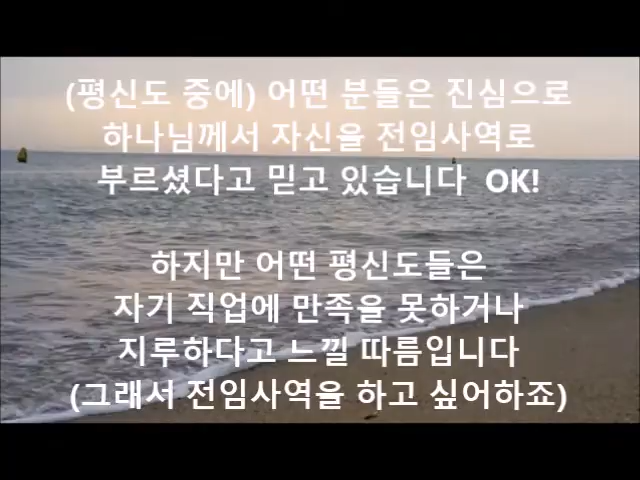 (평신도 중에) 어떤 분들은 진심으로
하나님께서 자신을 전임사역로
부르셨다고 믿고 있습니다 OK!
하지만 어떤 평신도들은
자기 직업에 만족을 못하거나
지루하다고 느낄 따름입니다
(그래서 전임사역을 하고 싶어하죠)